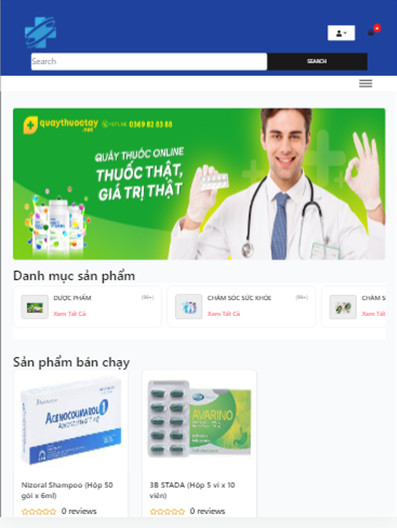 Search
SEARCH
quaythuoctay
.net
HOTLINE: 0369 82 83 88
QUẦY THUỐC ONLINE
THUỐC THẬT,
GIÁ TRỊ THẬT
Danh mục sản phẩm
DƯỢC PHẨM
Xem Tất Cả
CHĂM SÓC SỨC KHỎE
Xem Tất Cả
CHĂM S
Xem Tất C
Sản phẩm bán chạy
ACENOCOUMAROL 1
AVARINO
Nizoral Shampoo (Hộp 50
gói x 6ml)
0 reviews
3B STADA (Hộp 5 vỉ x 10
viên)
0 reviews